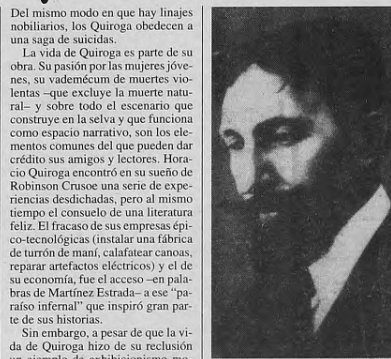 Del mismo modo en que hay linajes
nobiliarios, los Quiroga obedecen a
una saga de suicidas.
La vida de Quiroga es parte de su
obra. Su pasión por las mujeres jóve-
nes, su vademécum de muertes vio-
lentas –que excluye la muerte natu-
ral– y sobre todo el escenario que
construye en la selva y que funciona
como espacio narrativo, son los ele-
mentos comunes del que pueden dar
crédito sus amigos y lectores. Hora-
cio Quiroga encontró en su sueño de
Robinson Crusoe una serie de expe-
riencias desdichadas, pero al mismo
tiempo el consuelo de una literatura
feliz. El fracaso de sus empresas épi-
co-tecnológicas (instalar una fábrica
de turrón de maní, calafatear canoas,
reparar artefactos eléctricos) y el de
su economía, fue el acceso –en pala-
bras de Martínez Estrada– a ese "pa-
raíso infernal" que inspiró gran par-
te de sus historias.
Sin embargo, a pesar de que la vi-
da de Quiroga hizo de su reclusión